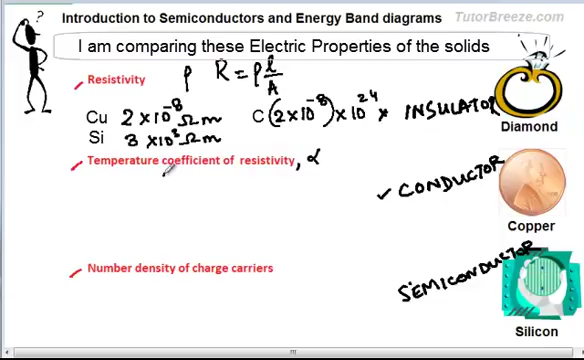 ?
Introduction to Semiconductors and Energy Band diagrams TutorBreeze.com
I am comparing these Electric Properties of the solids
Resistivity ρ R = ρ l/A
Cu 2 × 10⁻⁸ Ω m C (2 × 10⁻⁸) × 10²⁴ × INSULATOR
Diamond
Si 3 × 10³ Ω m
Temperature coefficient of resistivity, α
✓ CONDUCTOR
Copper
Number density of charge carriers
SEMICONDUCTOR
Silicon